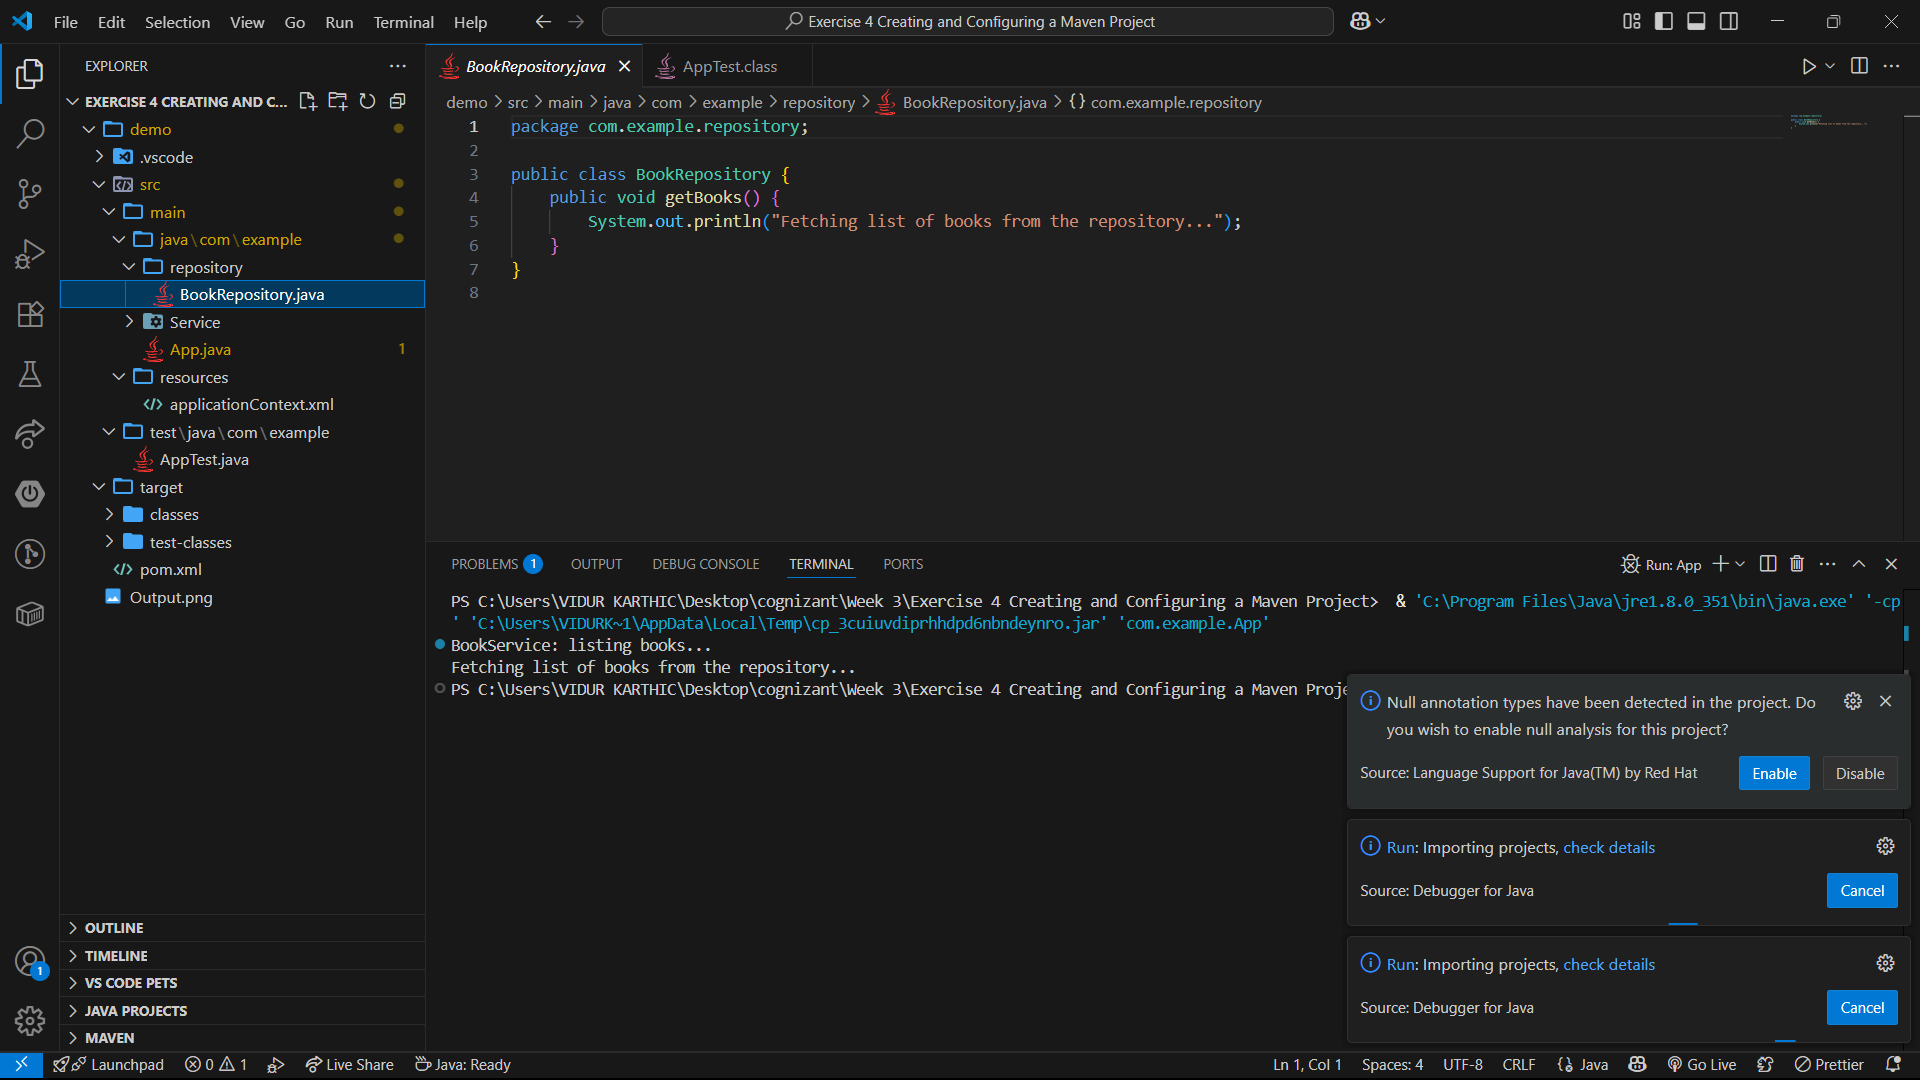 File Edit Selection View Go Run Terminal Help
Exercise 4 Creating and Configuring a Maven Project
EXPLORER
EXERCISE 4 CREATING AND C...
demo
.vscode
src
main
java\com\example
repository
BookRepository.java
Service
App.java 1
resources
applicationContext.xml
test\java\com\example
AppTest.java
target
classes
test-classes
pom.xml
Output.png
OUTLINE
TIMELINE
VS CODE PETS
JAVA PROJECTS
MAVEN
BookRepository.java AppTest.class
demo > src > main > java > com > example > repository > BookRepository.java > {} com.example.repository
1 package com.example.repository;
2
3 public class BookRepository {
4 public void getBooks() {
5 System.out.println("Fetching list of books from the repository...");
6 }
7 }
8
PROBLEMS 1 OUTPUT DEBUG CONSOLE TERMINAL PORTS
Run: App
PS C:\Users\VIDUR KARTHIC\Desktop\cognizant\Week 3\Exercise 4 Creating and Configuring a Maven Project> & 'C:\Program Files\Java\jre1.8.0_351\bin\java.exe' '-cp
' 'C:\Users\VIDURK~1\AppData\Local\Temp\cp_3cuiuvdiprhhdpd6nbndeynro.jar' 'com.example.App'
BookService: listing books...
Fetching list of books from the repository...
PS C:\Users\VIDUR KARTHIC\Desktop\cognizant\Week 3\Exercise 4 Creating and Configuring a Maven Proje
Null annotation types have been detected in the project. Do
you wish to enable null analysis for this project?
Source: Language Support for Java(TM) by Red Hat
Enable Disable
Run: Importing projects, check details
Source: Debugger for Java
Cancel
Run: Importing projects, check details
Source: Debugger for Java
Cancel
1
Launchpad 0 1 Live Share Java: Ready
Ln 1, Col 1 Spaces: 4 UTF-8 CRLF {} Java Go Live Prettier